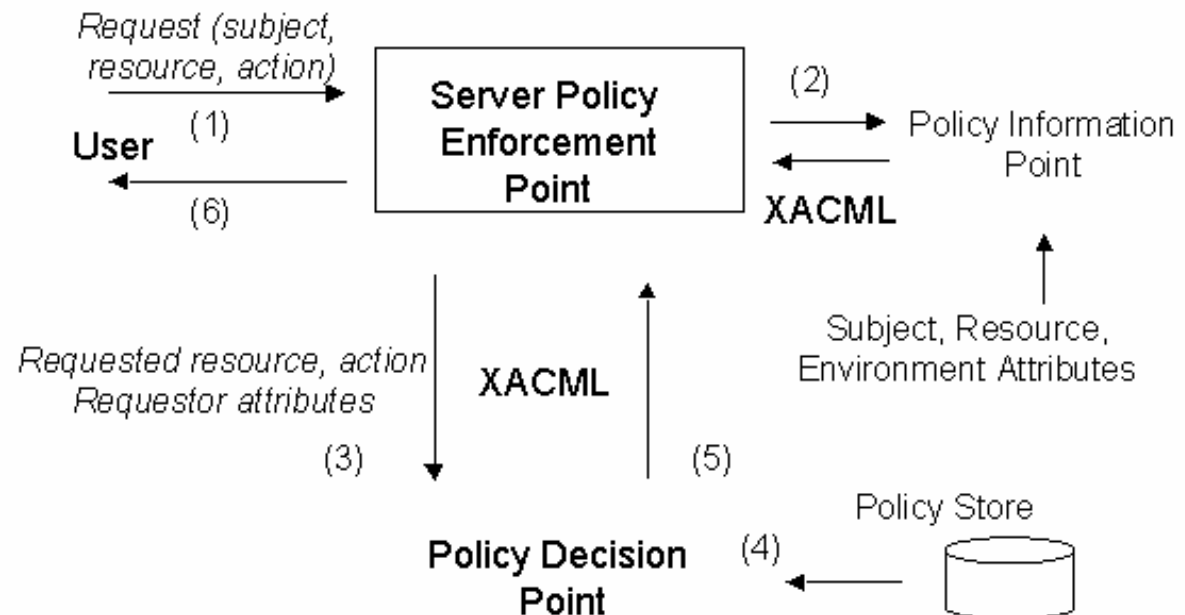 Request (subject,
resource, action)
(1)
User
(6)
Server Policy
Enforcement
Point
(2)
Policy Information
Point
XACML
Subject, Resource,
Environment Attributes
Requested resource, action
Requestor attributes
(3)
XACML
(5)
Policy Store
Policy Decision
Point
(4)